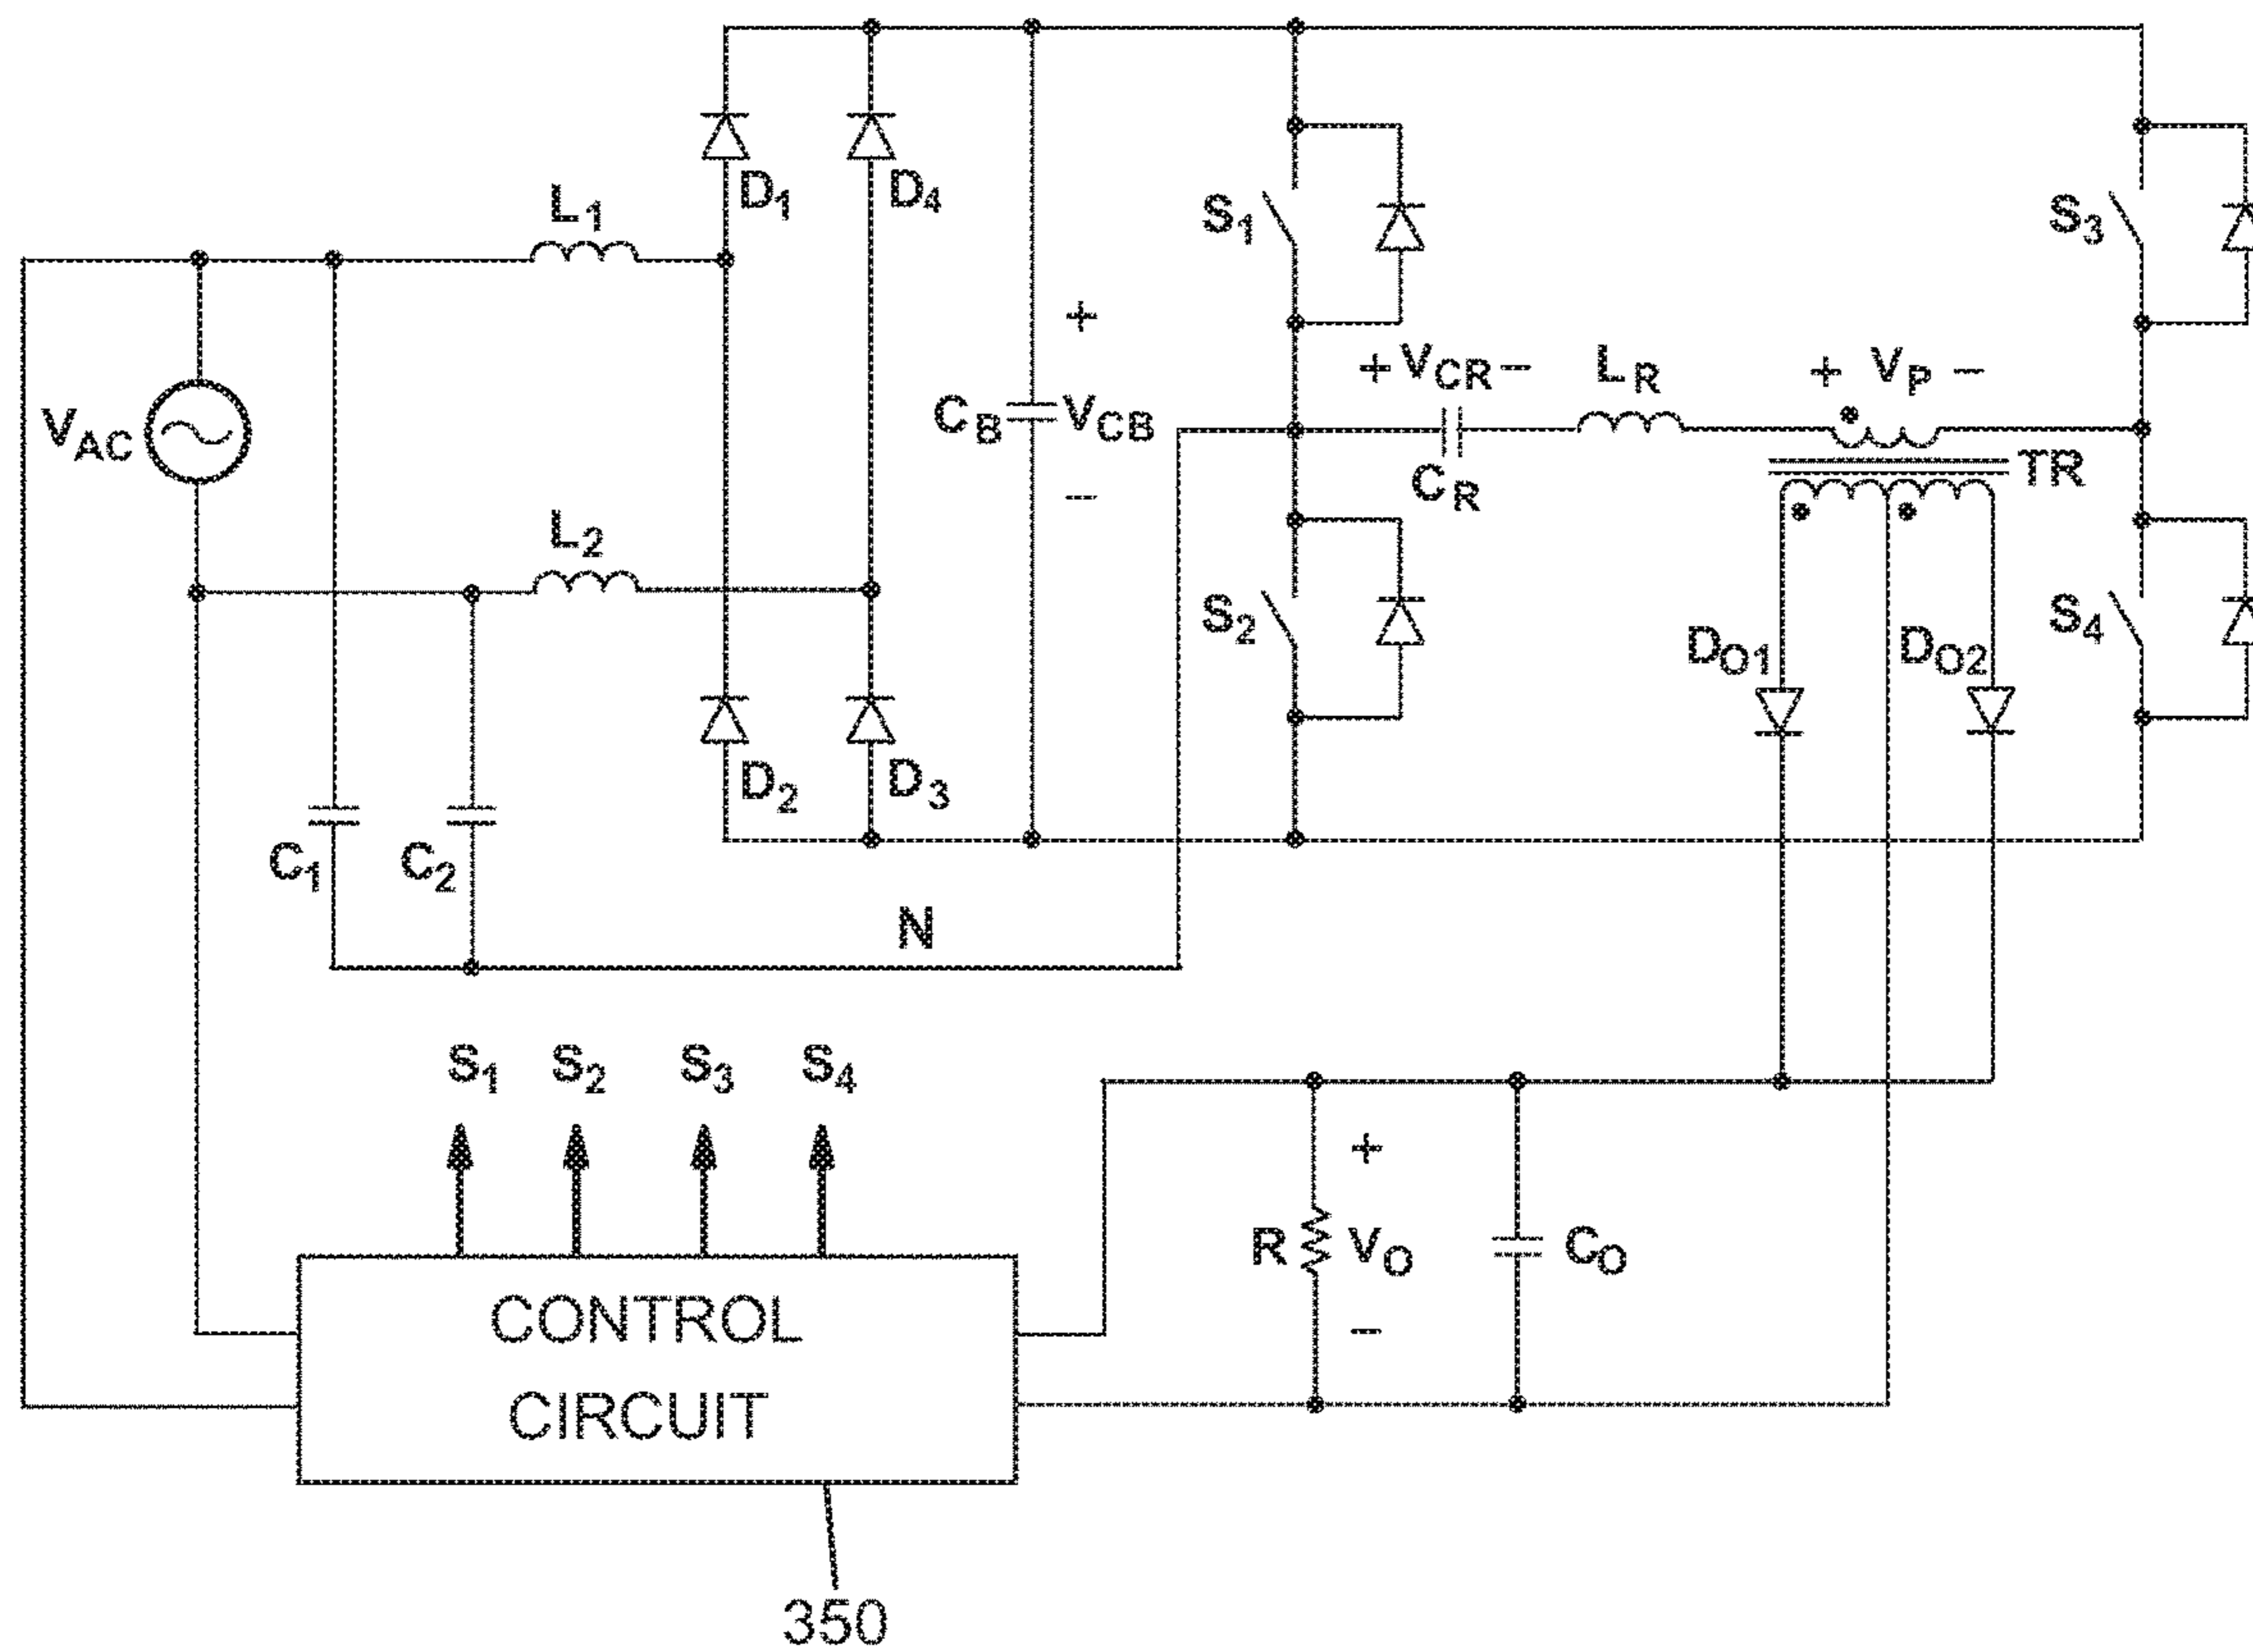 D1
D4
L1
S1
S3
+
+ VCR −
LR
+ VP −
VAC
CB
VCB
TR
CR
−
L2
S2
DO1
DO2
S4
D2
D3
C1
C2
N
S1
S2
S3
S4
+
R
VO
CO
−
CONTROL
CIRCUIT
350